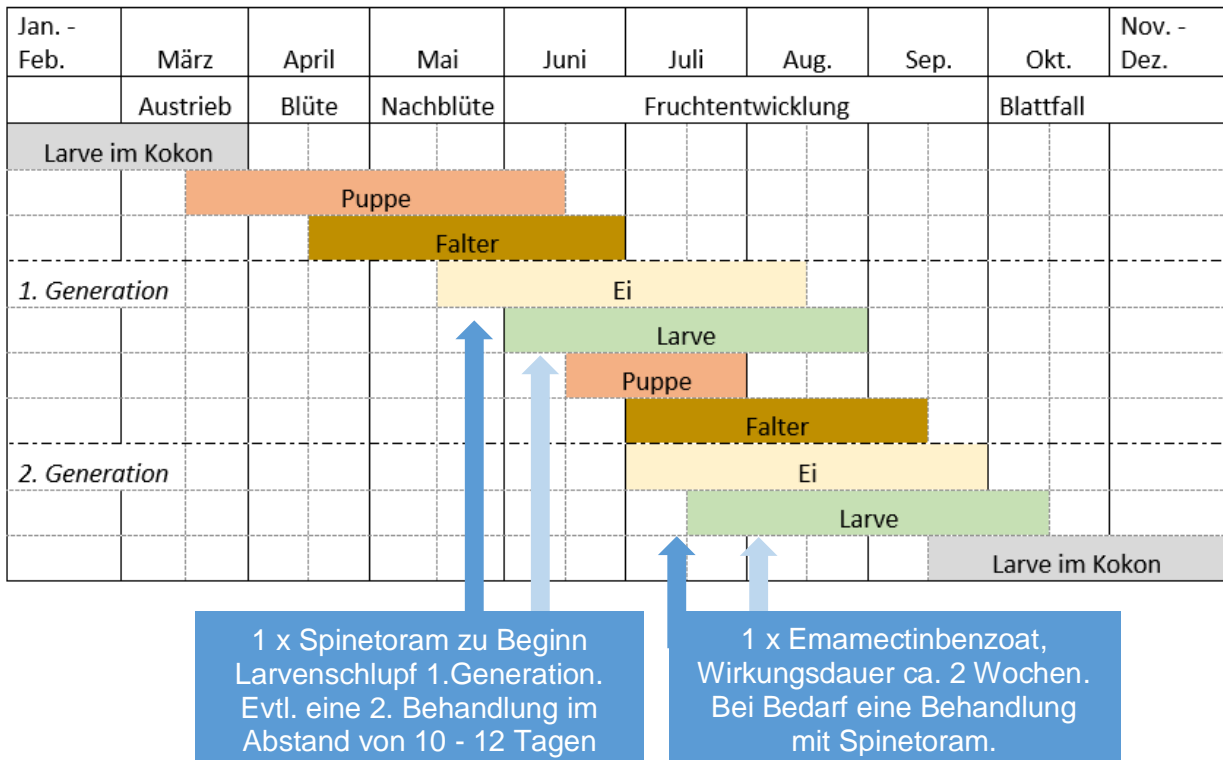 Jan. - Feb. März April Mai Juni Juli Aug. Sep. Okt. Nov. - Dez.
Austrieb Blüte Nachblüte Fruchtentwicklung Blattfall
Larve im Kokon
Puppe
Falter
1. Generation Ei
Larve
Puppe
Falter
2. Generation Ei
Larve
Larve im Kokon
1 x Spinetoram zu Beginn
Larvenschlupf 1.Generation.
Evtl. eine 2. Behandlung im
Abstand von 10 - 12 Tagen
1 x Emamectinbenzoat,
Wirkungsdauer ca. 2 Wochen.
Bei Bedarf eine Behandlung
mit Spinetoram.